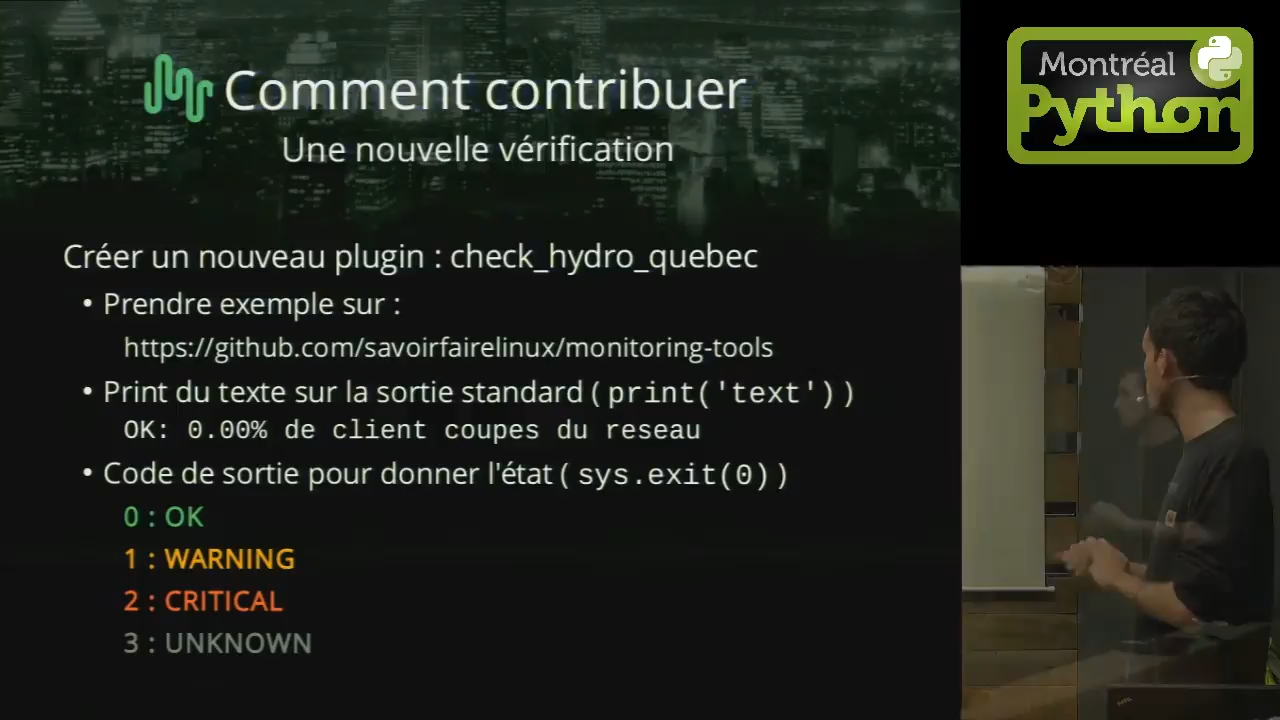 Comment contribuer
Une nouvelle vérification
Créer un nouveau plugin : check_hydro_quebec
• Prendre exemple sur :
https://github.com/savoirfairelinux/monitoring-tools
• Print du texte sur la sortie standard (print('text'))
OK: 0.00% de client coupes du reseau
• Code de sortie pour donner l'état (sys.exit(0))
0 : OK
1 : WARNING
2 : CRITICAL
3 : UNKNOWN
Montréal
Python